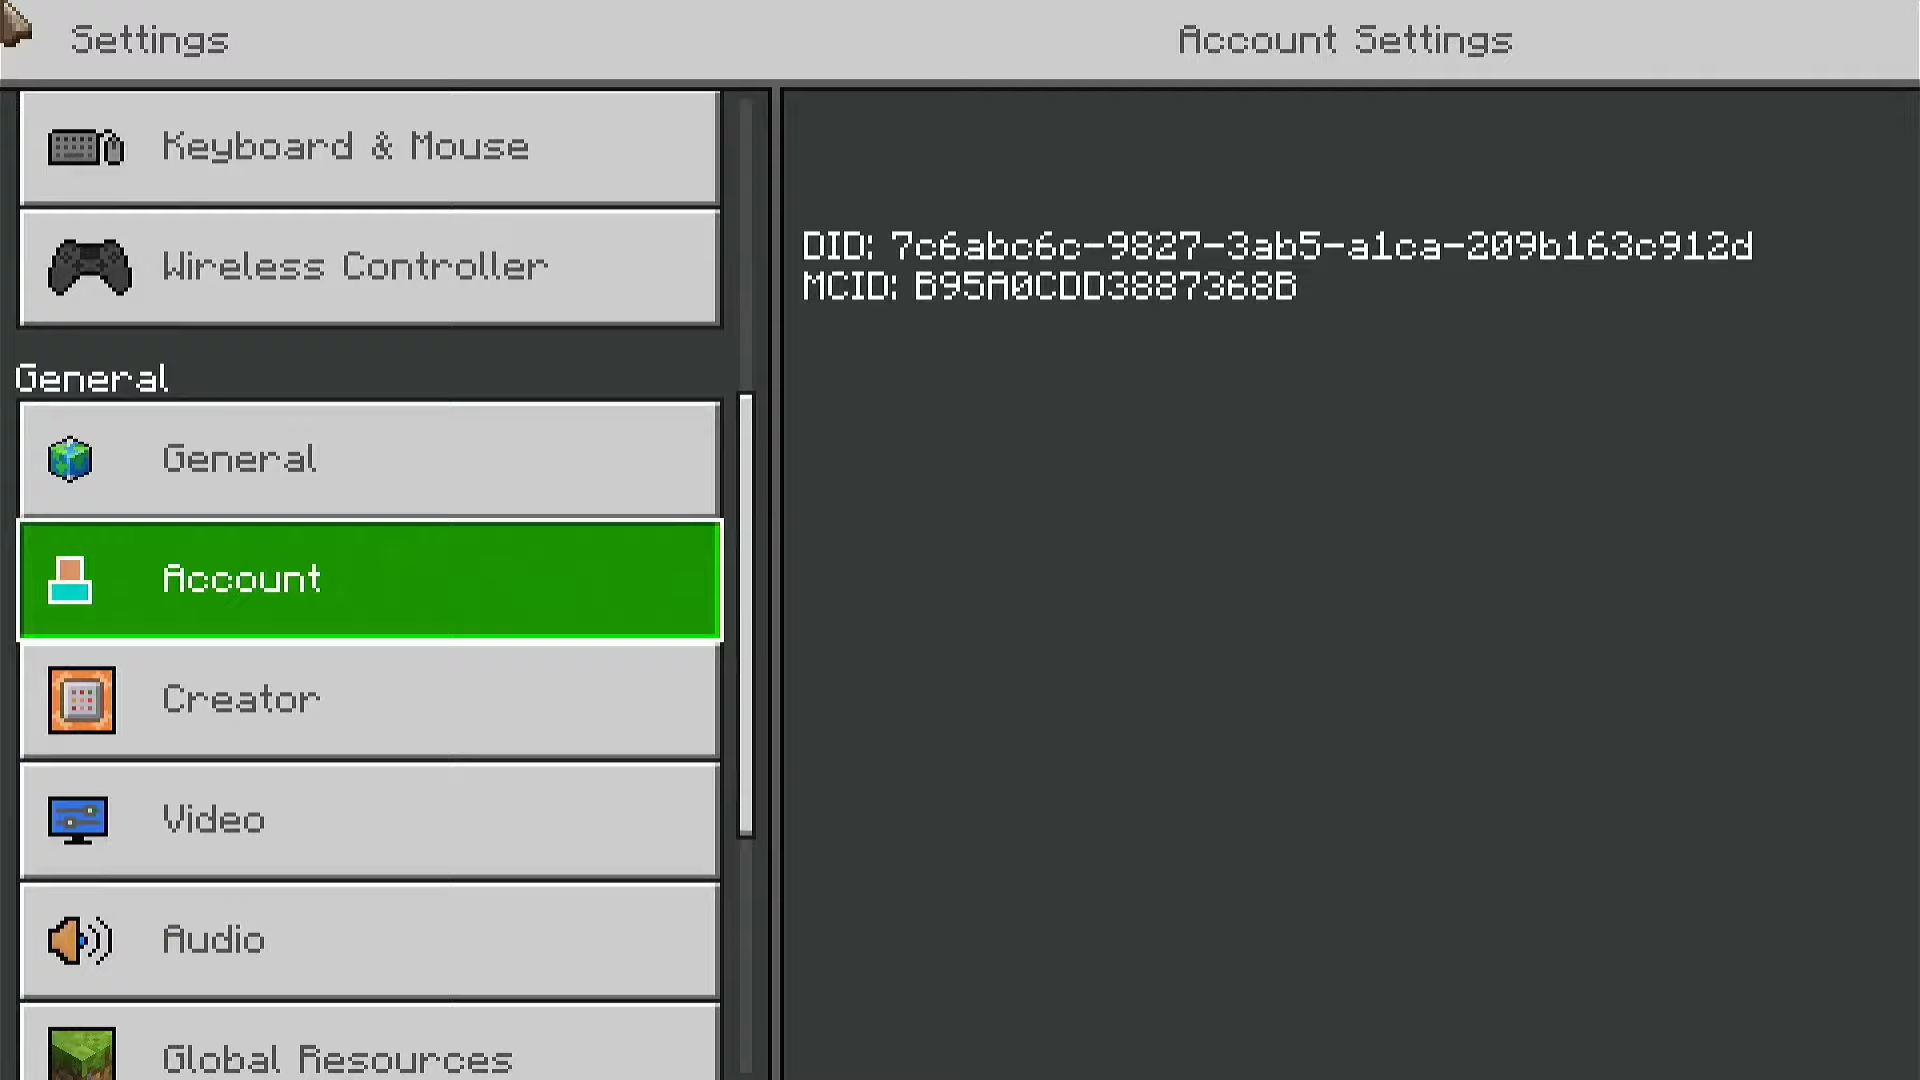 Settings
Account Settings
Keyboard & Mouse
Wireless Controller
General
General
Account
Creator
Video
Audio
Global Resources
DID: 7c6abc6c-9827-3ab5-a1ca-209b163c912d
MCID: B95A0CDD3887368B